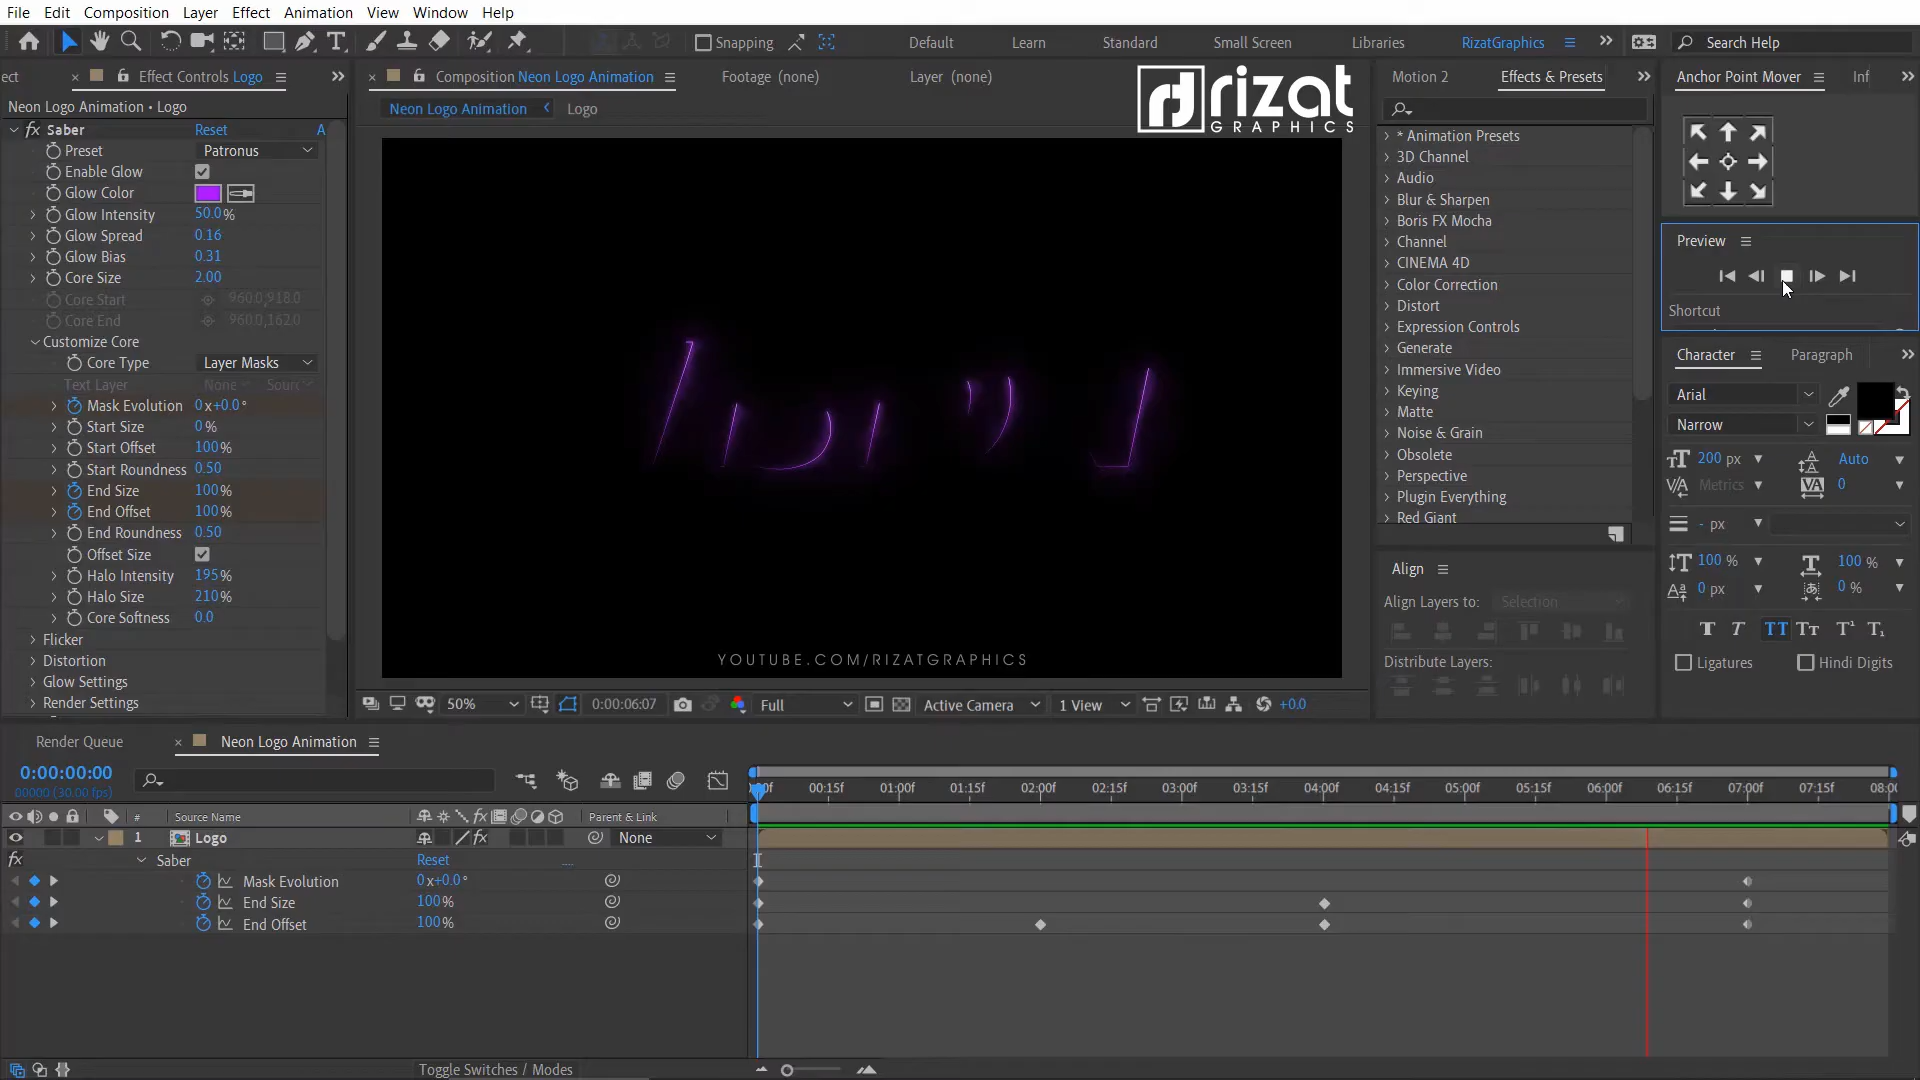 File Edit Composition Layer Effect Animation View Window Help
Snapping
Default Learn Standard Small Screen Libraries RizatGraphics
Search Help
ect
Effect Controls Logo
Neon Logo Animation • Logo
fx Saber Reset A
Preset Patronus
Enable Glow
Glow Color
Glow Intensity 50.0%
Glow Spread 0.16
Glow Bias 0.31
Core Size 2.00
Core Start 960.0,918.0
Core End 960.0,162.0
Customize Core
Core Type Layer Masks
Text Layer None Sourc
Mask Evolution 0x+0.0°
Start Size 0%
Start Offset 100%
Start Roundness 0.50
End Size 100%
End Offset 100%
End Roundness 0.50
Offset Size
Halo Intensity 195%
Halo Size 210%
Core Softness 0.0
Flicker
Distortion
Glow Settings
Render Settings
Composition Neon Logo Animation
Footage (none)
Layer (none)
Neon Logo Animation Logo
rizat
GRAPHICS
YOUTUBE.COM/RIZATGRAPHICS
50% 0:00:06:07 Full Active Camera 1 View +0.0
Motion 2 Effects & Presets
* Animation Presets
3D Channel
Audio
Blur & Sharpen
Boris FX Mocha
Channel
CINEMA 4D
Color Correction
Distort
Expression Controls
Generate
Immersive Video
Keying
Matte
Noise & Grain
Obsolete
Perspective
Plugin Everything
Red Giant
Align
Align Layers to: Selection
Distribute Layers:
Anchor Point Mover Inf
Preview
Shortcut
Character Paragraph
Arial
Narrow
200 px Auto
Metrics 0
- px
100 % 100 %
0 px 0 %
Ligatures Hindi Digits
Render Queue
Neon Logo Animation
0:00:00:00
00000 (30.00 fps)
00:15f 01:00f 01:15f 02:00f 02:15f 03:00f 03:15f 04:00f 04:15f 05:00f 05:15f 06:00f 06:15f 07:00f 07:15f 08:00
# Source Name fx Parent & Link
1 Logo fx None
fx Saber Reset
Mask Evolution 0x+0.0°
End Size 100%
End Offset 100%
Toggle Switches / Modes